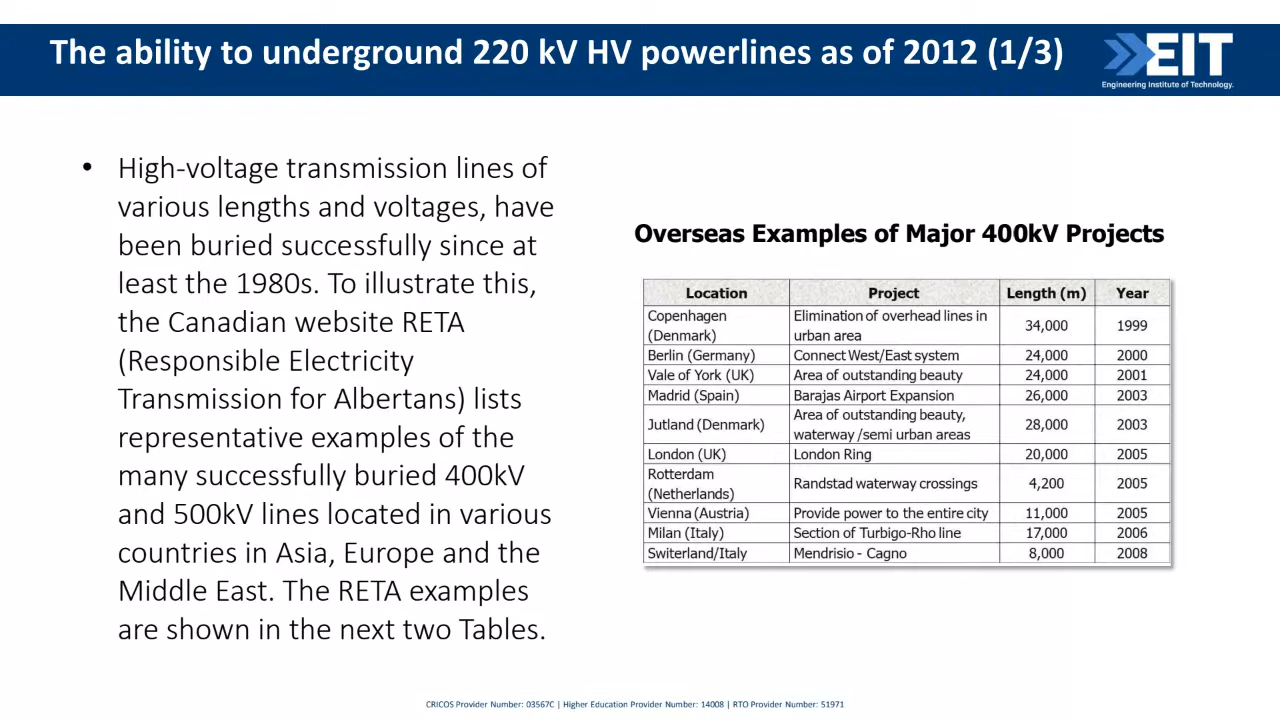 The ability to underground 220 kV HV powerlines as of 2012 (1/3)
EIT
Engineering Institute of Technology.
• High-voltage transmission lines of
various lengths and voltages, have
been buried successfully since at
least the 1980s. To illustrate this,
the Canadian website RETA
(Responsible Electricity
Transmission for Albertans) lists
representative examples of the
many successfully buried 400kV
and 500kV lines located in various
countries in Asia, Europe and the
Middle East. The RETA examples
are shown in the next two Tables.
Overseas Examples of Major 400kV Projects
Location Project Length (m) Year
Copenhagen (Denmark) Elimination of overhead lines in urban area 34,000 1999
Berlin (Germany) Connect West/East system 24,000 2000
Vale of York (UK) Area of outstanding beauty 24,000 2001
Madrid (Spain) Barajas Airport Expansion 26,000 2003
Jutland (Denmark) Area of outstanding beauty, waterway /semi urban areas 28,000 2003
London (UK) London Ring 20,000 2005
Rotterdam (Netherlands) Randstad waterway crossings 4,200 2005
Vienna (Austria) Provide power to the entire city 11,000 2005
Milan (Italy) Section of Turbigo-Rho line 17,000 2006
Switerland/Italy Mendrisio - Cagno 8,000 2008
CRICOS Provider Number: 03567C | Higher Education Provider Number: 14008 | RTO Provider Number: 51971